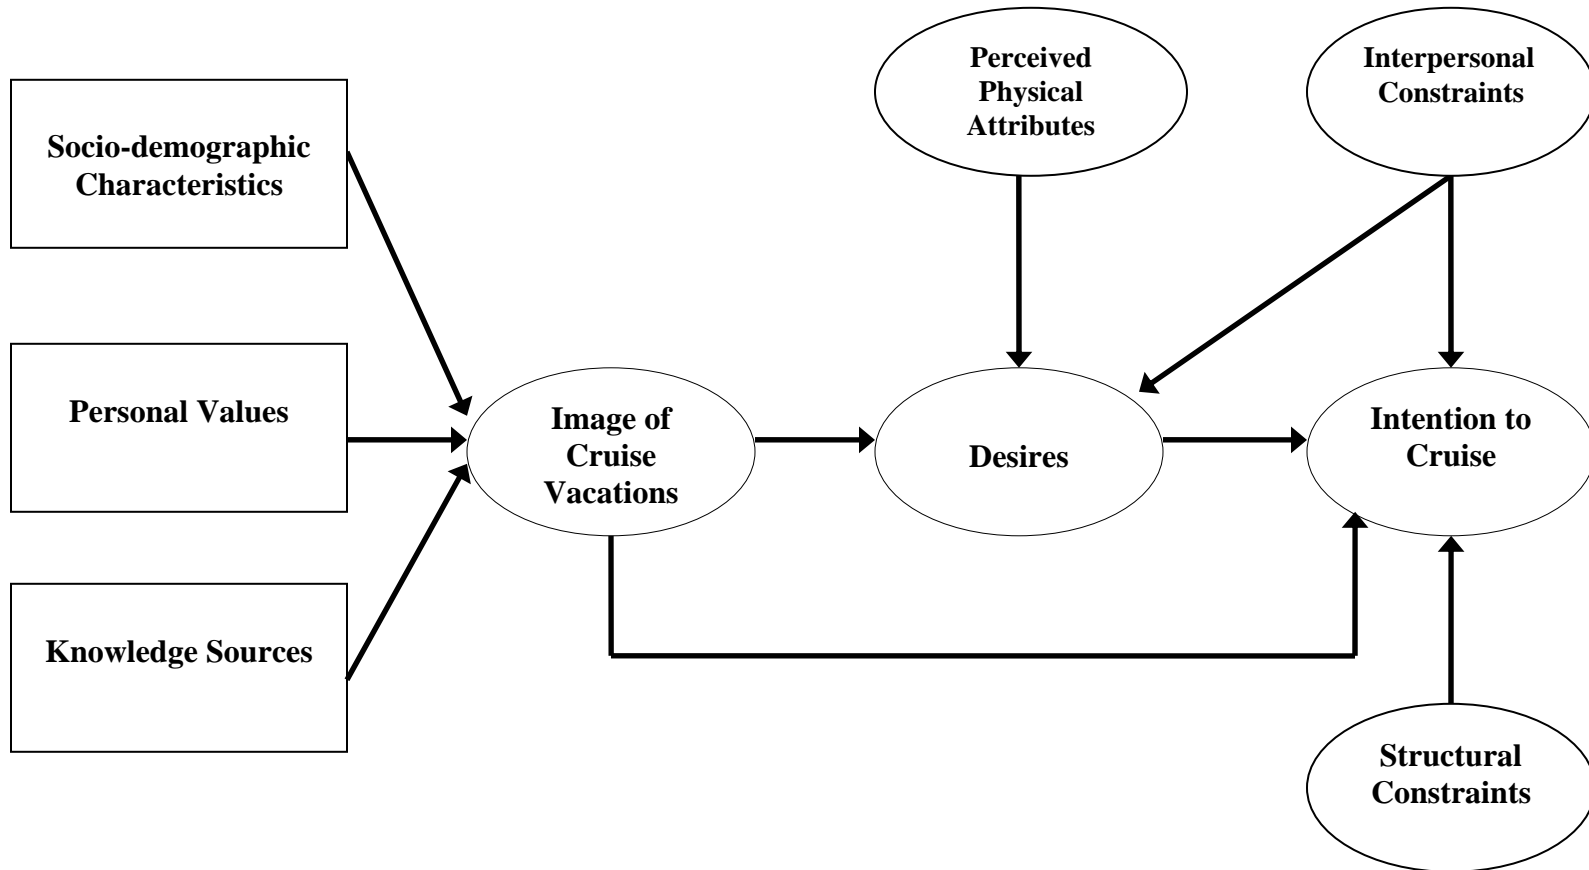 Perceived
Physical
Attributes
Interpersonal
Constraints
Socio-demographic
Characteristics
Personal Values
Image of
Cruise
Vacations
Desires
Intention to
Cruise
Knowledge Sources
Structural
Constraints